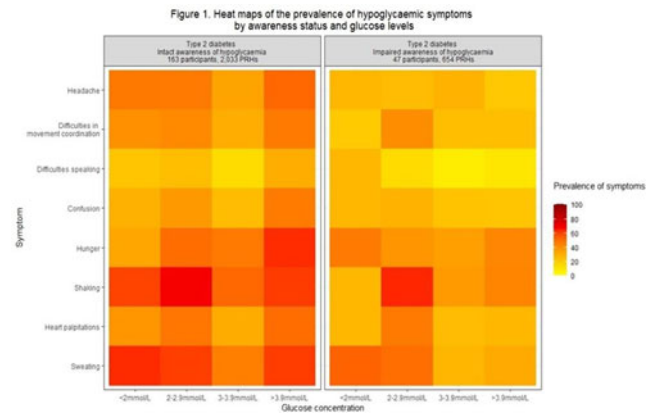 Figure 1. Heat maps of the prevalence of hypoglycaemic symptoms
by awareness status and glucose levels
Type 2 diabetes
Intact awareness of hypoglycaemia
163 participants, 2,033 PRHs
Type 2 diabetes
Impaired awareness of hypoglycaemia
47 participants, 654 PRHs
Symptom
Headache
Difficulties in
movement coordination
Difficulties speaking
Confusion
Hunger
Shaking
Heart palpitations
Sweating
<2mmol/L
2-2.9mmol/L
3-3.9mmol/L
>3.9mmol/L
<2mmol/L
2-2.9mmol/L
3-3.9mmol/L
>3.9mmol/L
Glucose concentration
Prevalence of symptoms
100
80
60
40
20
0